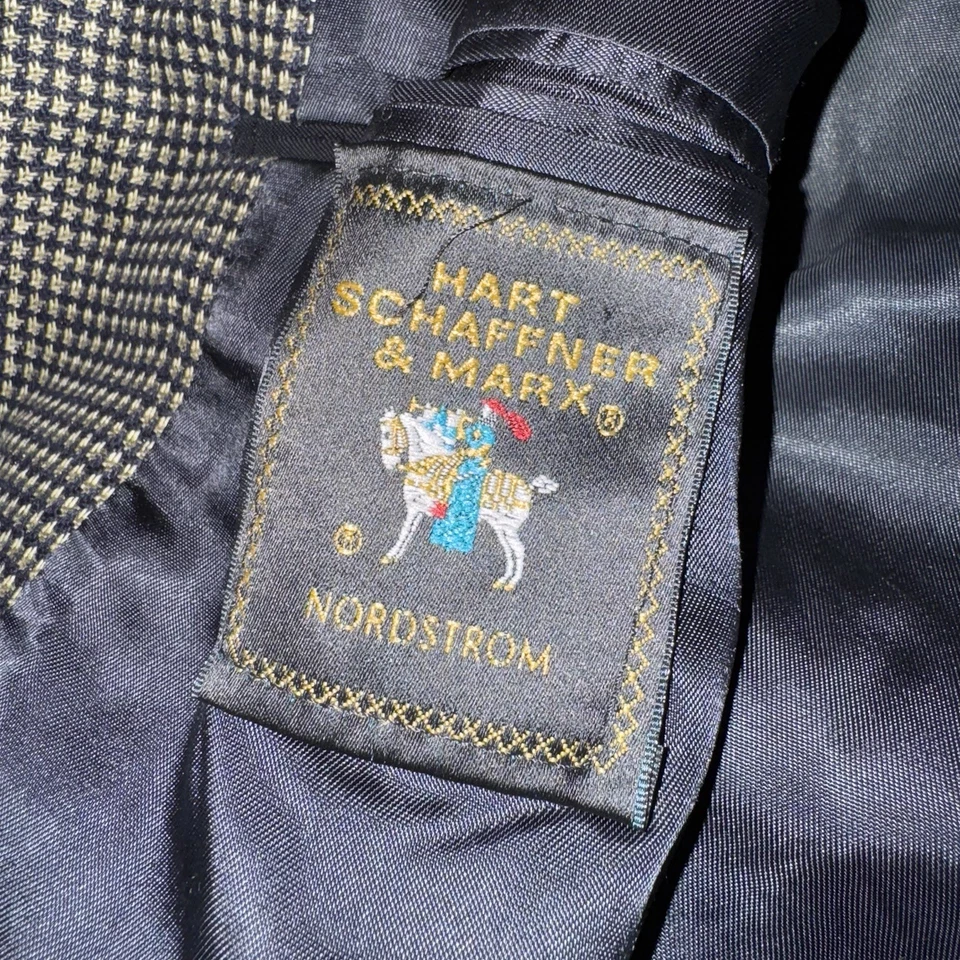 HART
SCHAFFNER
& MARX®
®
NORDSTROM